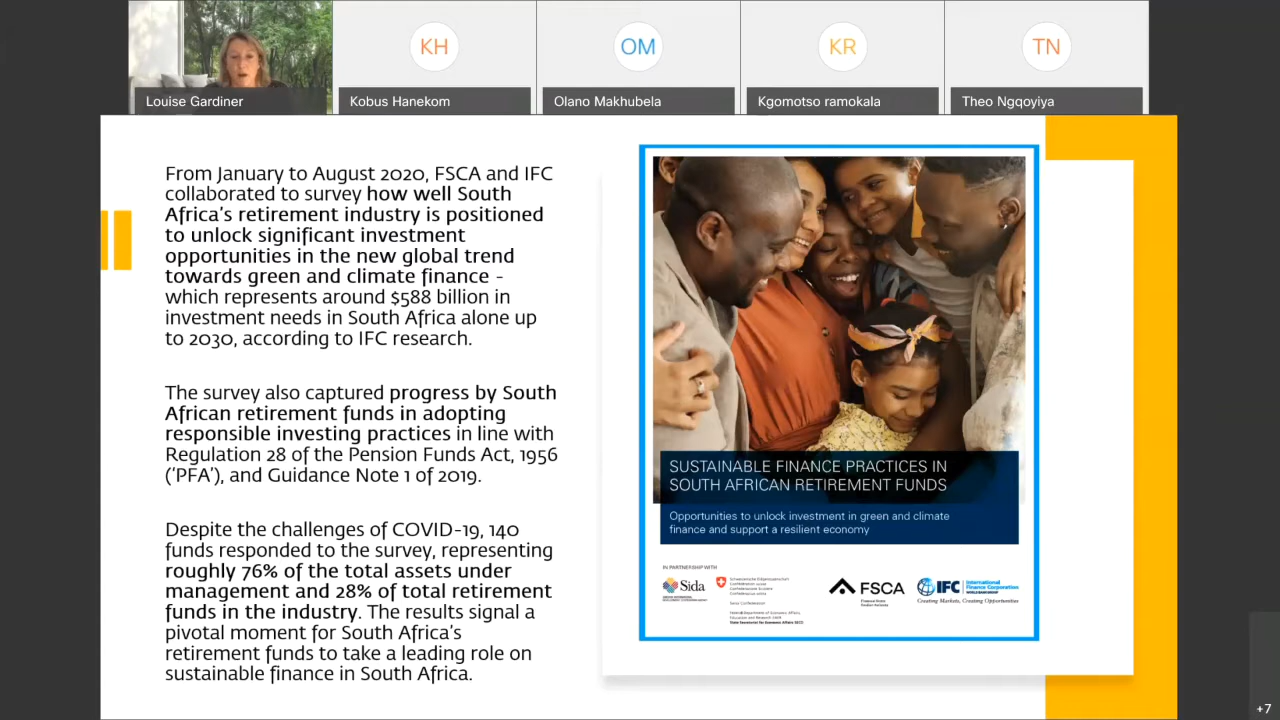 KH
OM
KR
TN
Louise Gardiner
Kobus Hanekom
Olano Makhubela
Kgomotso ramokala
Theo Ngqoyiya
From January to August 2020, FSCA and IFC
collaborated to survey how well South
Africa's retirement industry is positioned
to unlock significant investment
opportunities in the new global trend
towards green and climate finance -
which represents around $588 billion in
investment needs in South Africa alone up
to 2030, according to IFC research.
The survey also captured progress by South
African retirement funds in adopting
responsible investing practices in line with
Regulation 28 of the Pension Funds Act, 1956
('PFA'), and Guidance Note 1 of 2019.
Despite the challenges of COVID-19, 140
funds responded to the survey, representing
roughly 76% of the total assets under
management and 28% of total retirement
funds in the industry. The results signal a
pivotal moment for South Africa's
retirement funds to take a leading role on
sustainable finance in South Africa.
SUSTAINABLE FINANCE PRACTICES IN
SOUTH AFRICAN RETIREMENT FUNDS
Opportunities to unlock investment in green and climate
finance and support a resilient economy
IN PARTNERSHIP WITH
Sida
FSCA
IFC
International
Finance Corporation
WORLD BANK GROUP
Creating Markets, Creating Opportunities
+7